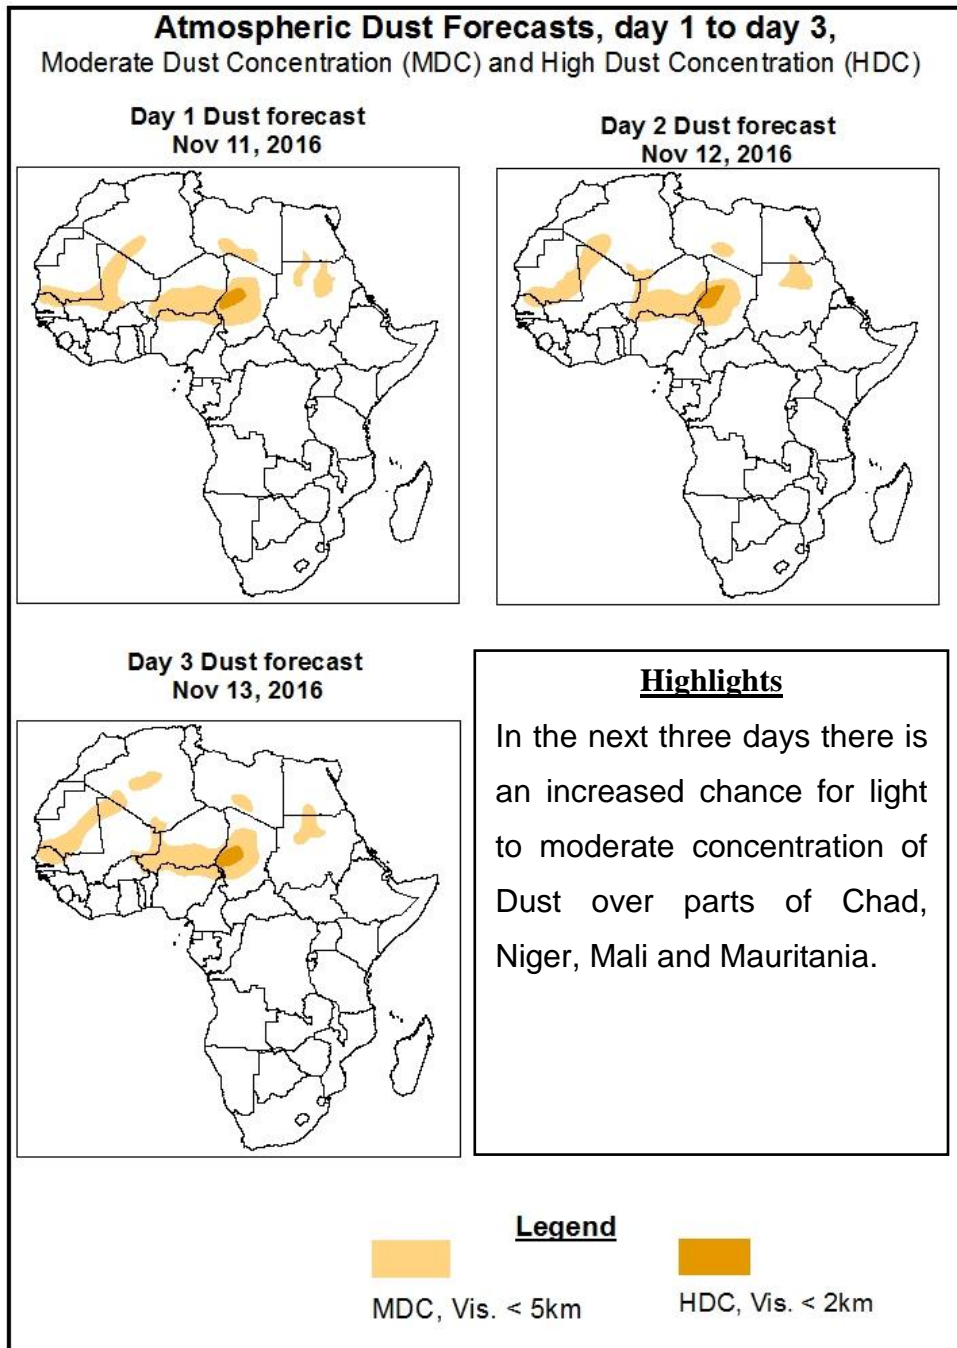 Atmospheric Dust Forecasts, day 1 to day 3,
Moderate Dust Concentration (MDC) and High Dust Concentration (HDC)
Day 1 Dust forecast
Nov 11, 2016
Day 2 Dust forecast
Nov 12, 2016
Day 3 Dust forecast
Nov 13, 2016
Highlights
In the next three days there is
an increased chance for light
to moderate concentration of
Dust over parts of Chad,
Niger, Mali and Mauritania.
Legend
MDC, Vis. < 5km
HDC, Vis. < 2km